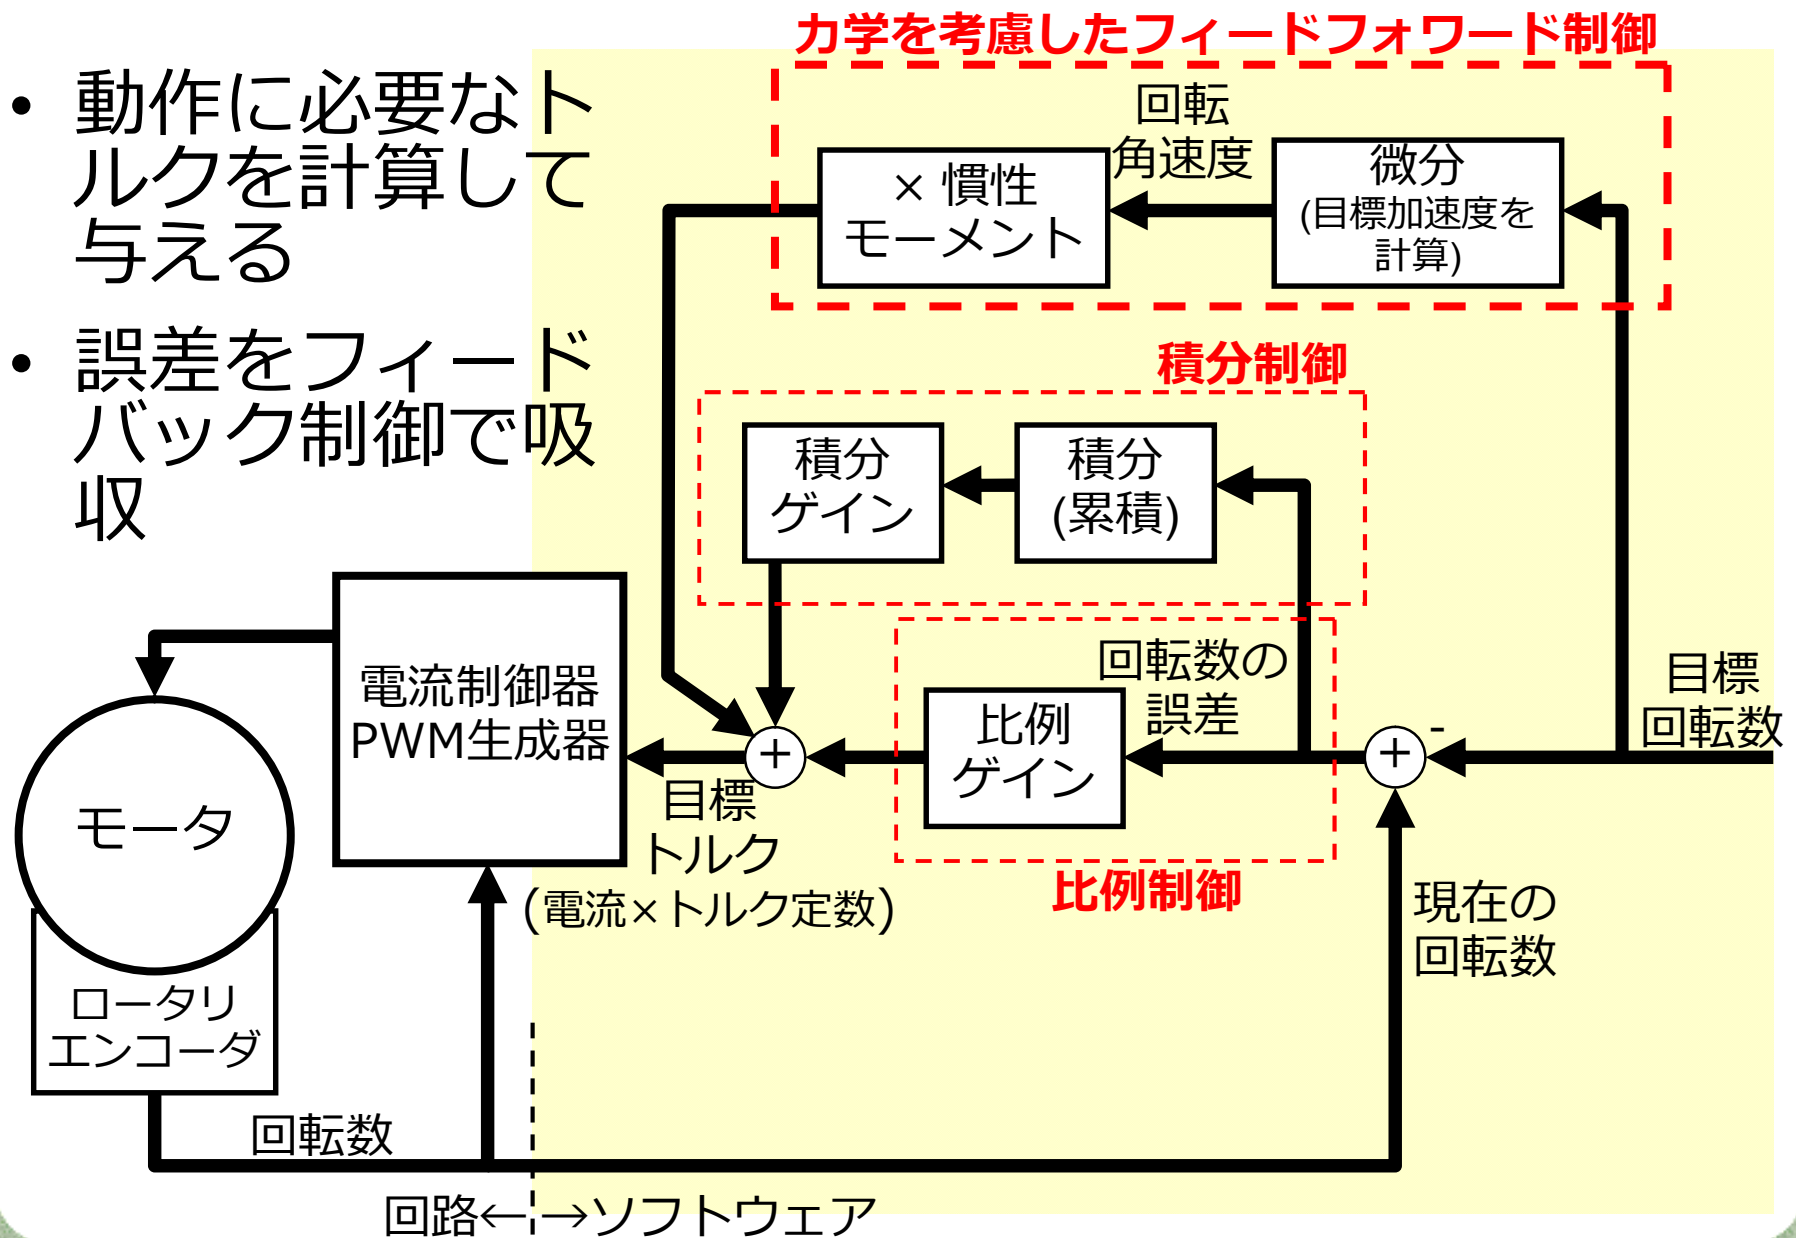 力学を考慮したフィードフォワード制御
• 動作に必要なト
ルクを計算して
与える
• 誤差をフィード
バック制御で吸
収
回転
角速度
× 慣性
モーメント
微分
(目標加速度を
計算)
積分制御
積分
ゲイン
積分
(累積)
回転数の
誤差
目標
回転数
電流制御器
PWM生成器
+
比例
ゲイン
+
-
目標
トルク
(電流×トルク定数)
比例制御
モータ
現在の
回転数
ロータリ
エンコーダ
回転数
回路←→ソフトウェア